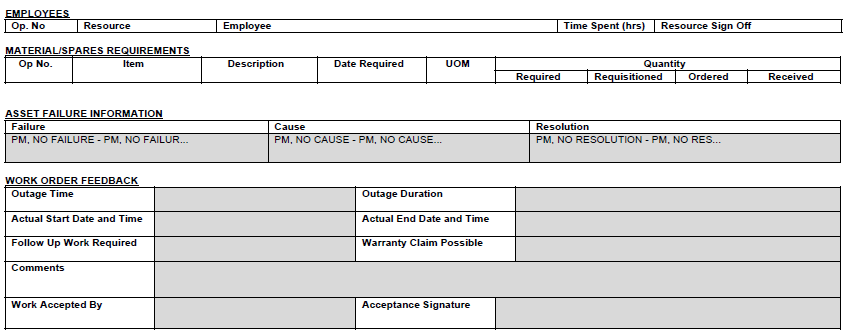 EMPLOYEES
Op. No Resource Employee Time Spent (hrs) Resource Sign Off
MATERIAL/SPARES REQUIREMENTS
Op No. Item Description Date Required UOM Quantity
Required Requisitioned Ordered Received
ASSET FAILURE INFORMATION
Failure Cause Resolution
PM, NO FAILURE - PM, NO FAILUR... PM, NO CAUSE - PM, NO CAUSE... PM, NO RESOLUTION - PM, NO RES...
WORK ORDER FEEDBACK
Outage Time Outage Duration
Actual Start Date and Time Actual End Date and Time
Follow Up Work Required Warranty Claim Possible
Comments
Work Accepted By Acceptance Signature